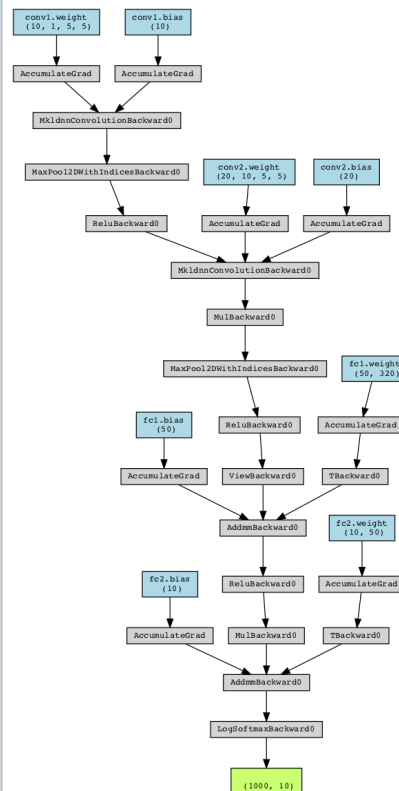 conv1.weight
(10, 1, 5, 5)
conv1.bias
(10)
AccumulateGrad
AccumulateGrad
MkldnnConvolutionBackward0
MaxPool2DWithIndicesBackward0
conv2.weight
(20, 10, 5, 5)
conv2.bias
(20)
ReluBackward0
AccumulateGrad
AccumulateGrad
MkldnnConvolutionBackward0
MulBackward0
MaxPool2DWithIndicesBackward0
fc1.weight
(50, 320)
fc1.bias
(50)
ReluBackward0
AccumulateGrad
AccumulateGrad
ViewBackward0
TBackward0
AddmmBackward0
fc2.weight
(10, 50)
fc2.bias
(10)
ReluBackward0
AccumulateGrad
AccumulateGrad
MulBackward0
TBackward0
AddmmBackward0
LogSoftmaxBackward0
(1000, 10)